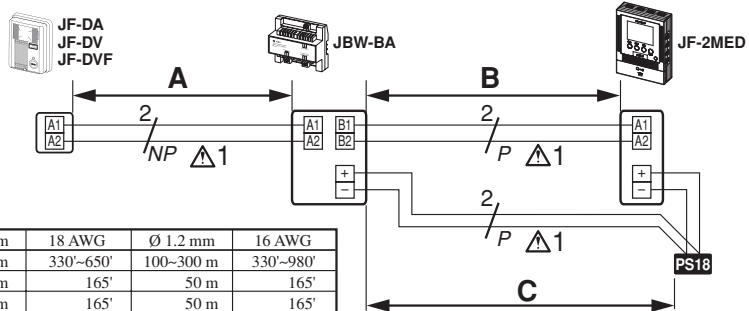 JF-DA
JF-DV
JF-DVF
JBW-BA
JF-2MED
A
B
A1
A2
2
NP
1
A1
A2
B1
B2
+
−
2
P
1
A1
A2
+
−
2
P
1
PS18
C
m 18 AWG Ø 1.2 mm 16 AWG
m 330'~650' 100~300 m 330'~980'
m 165' 50 m 165'
m 165' 50 m 165'